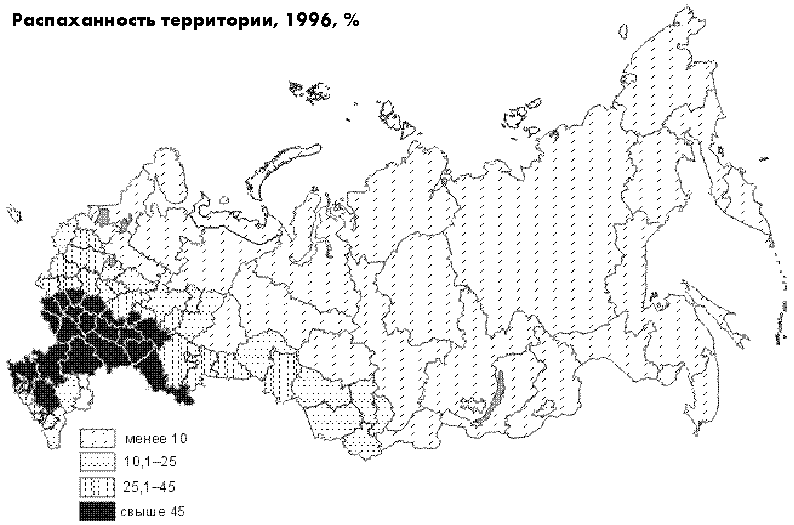 Распаханность территории, 1996, %
менее 10
10,1–25
25,1–45
свыше 45